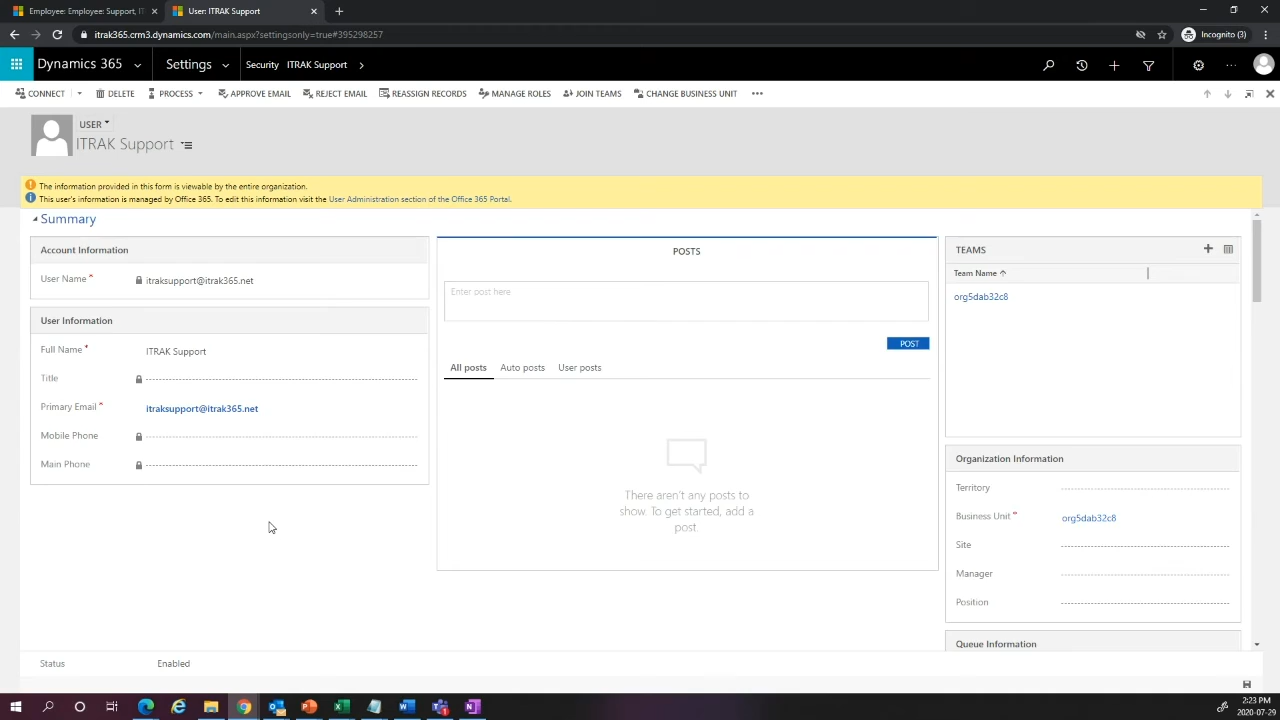 Employee: Employee: Support, IT
User: ITRAK Support
itrak365.crm3.dynamics.com/main.aspx?settingsonly=true#395298257
Incognito (3)
Dynamics 365
Settings
Security
ITRAK Support
CONNECT
DELETE
PROCESS
APPROVE EMAIL
REJECT EMAIL
REASSIGN RECORDS
MANAGE ROLES
JOIN TEAMS
CHANGE BUSINESS UNIT
USER
ITRAK Support
The information provided in this form is viewable by the entire organization.
This user's information is managed by Office 365. To edit this information visit the User Administration section of the Office 365 Portal.
Summary
Account Information
User Name *
itraksupport@itrak365.net
User Information
Full Name *
ITRAK Support
Title
Primary Email *
itraksupport@itrak365.net
Mobile Phone
Main Phone
POSTS
Enter post here
POST
All posts
Auto posts
User posts
There aren't any posts to
show. To get started, add a
post.
TEAMS
Team Name ↑
org5dab32c8
Organization Information
Territory
Business Unit *
org5dab32c8
Site
Manager
Position
Queue Information
Status
Enabled
2:23 PM
2020-07-29